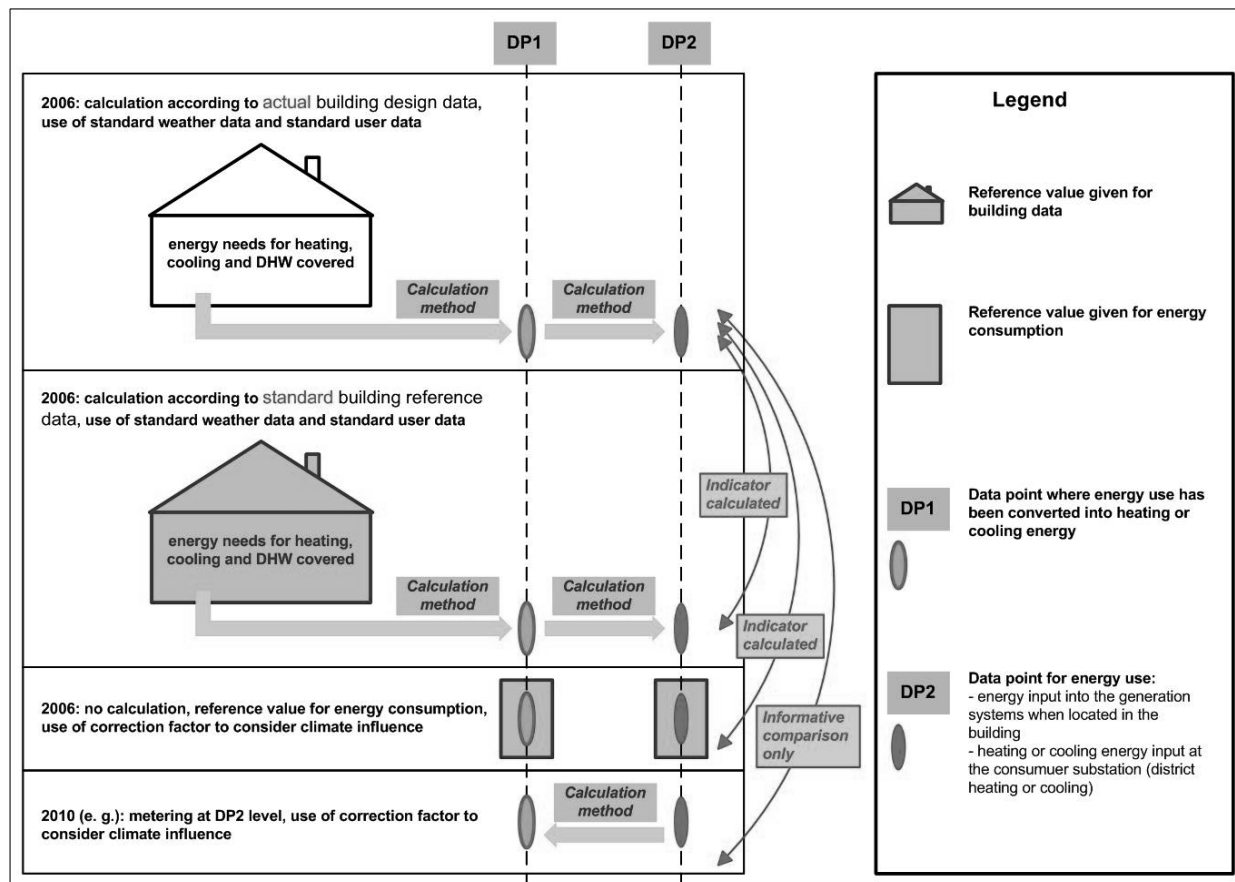 DP1
DP2
2006: calculation according to actual building design data,
use of standard weather data and standard user data
energy needs for heating,
cooling and DHW covered
Calculation
method
Calculation
method
2006: calculation according to standard building reference
data, use of standard weather data and standard user data
energy needs for heating,
cooling and DHW covered
Calculation
method
Calculation
method
Indicator
calculated
Indicator
calculated
2006: no calculation, reference value for energy consumption,
use of correction factor to consider climate influence
Informative
comparison
only
2010 (e. g.): metering at DP2 level, use of correction factor to
consider climate influence
Calculation
method
Legend
Reference value given for
building data
Reference value given for energy
consumption
DP1
Data point where energy use has
been converted into heating or
cooling energy
DP2
Data point for energy use:
- energy input into the generation
systems when located in the
building
- heating or cooling energy input at
the consumuer substation (district
heating or cooling)